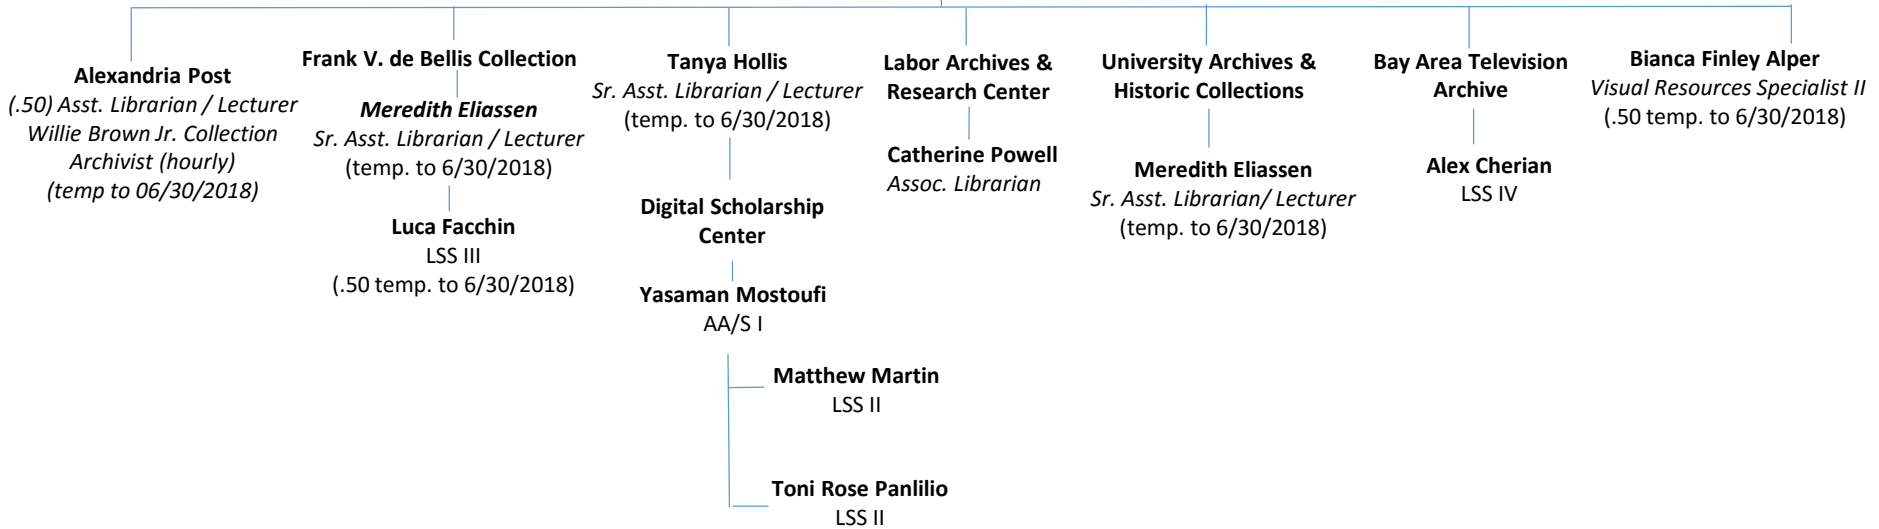 Alexandria Post
(.50) Asst. Librarian / Lecturer
Willie Brown Jr. Collection
Archivist (hourly)
(temp to 06/30/2018)
Frank V. de Bellis Collection
Meredith Eliassen
Sr. Asst. Librarian / Lecturer
(temp. to 6/30/2018)
Luca Facchin
LSS III
(.50 temp. to 6/30/2018)
Tanya Hollis
Sr. Asst. Librarian / Lecturer
(temp. to 6/30/2018)
Digital Scholarship
Center
Yasaman Mostoufi
AA/S I
Matthew Martin
LSS II
Toni Rose Panlilio
LSS II
Labor Archives &
Research Center
Catherine Powell
Assoc. Librarian
University Archives &
Historic Collections
Meredith Eliassen
Sr. Asst. Librarian/ Lecturer
(temp. to 6/30/2018)
Bay Area Television
Archive
Alex Cherian
LSS IV
Bianca Finley Alper
Visual Resources Specialist II
(.50 temp. to 6/30/2018)